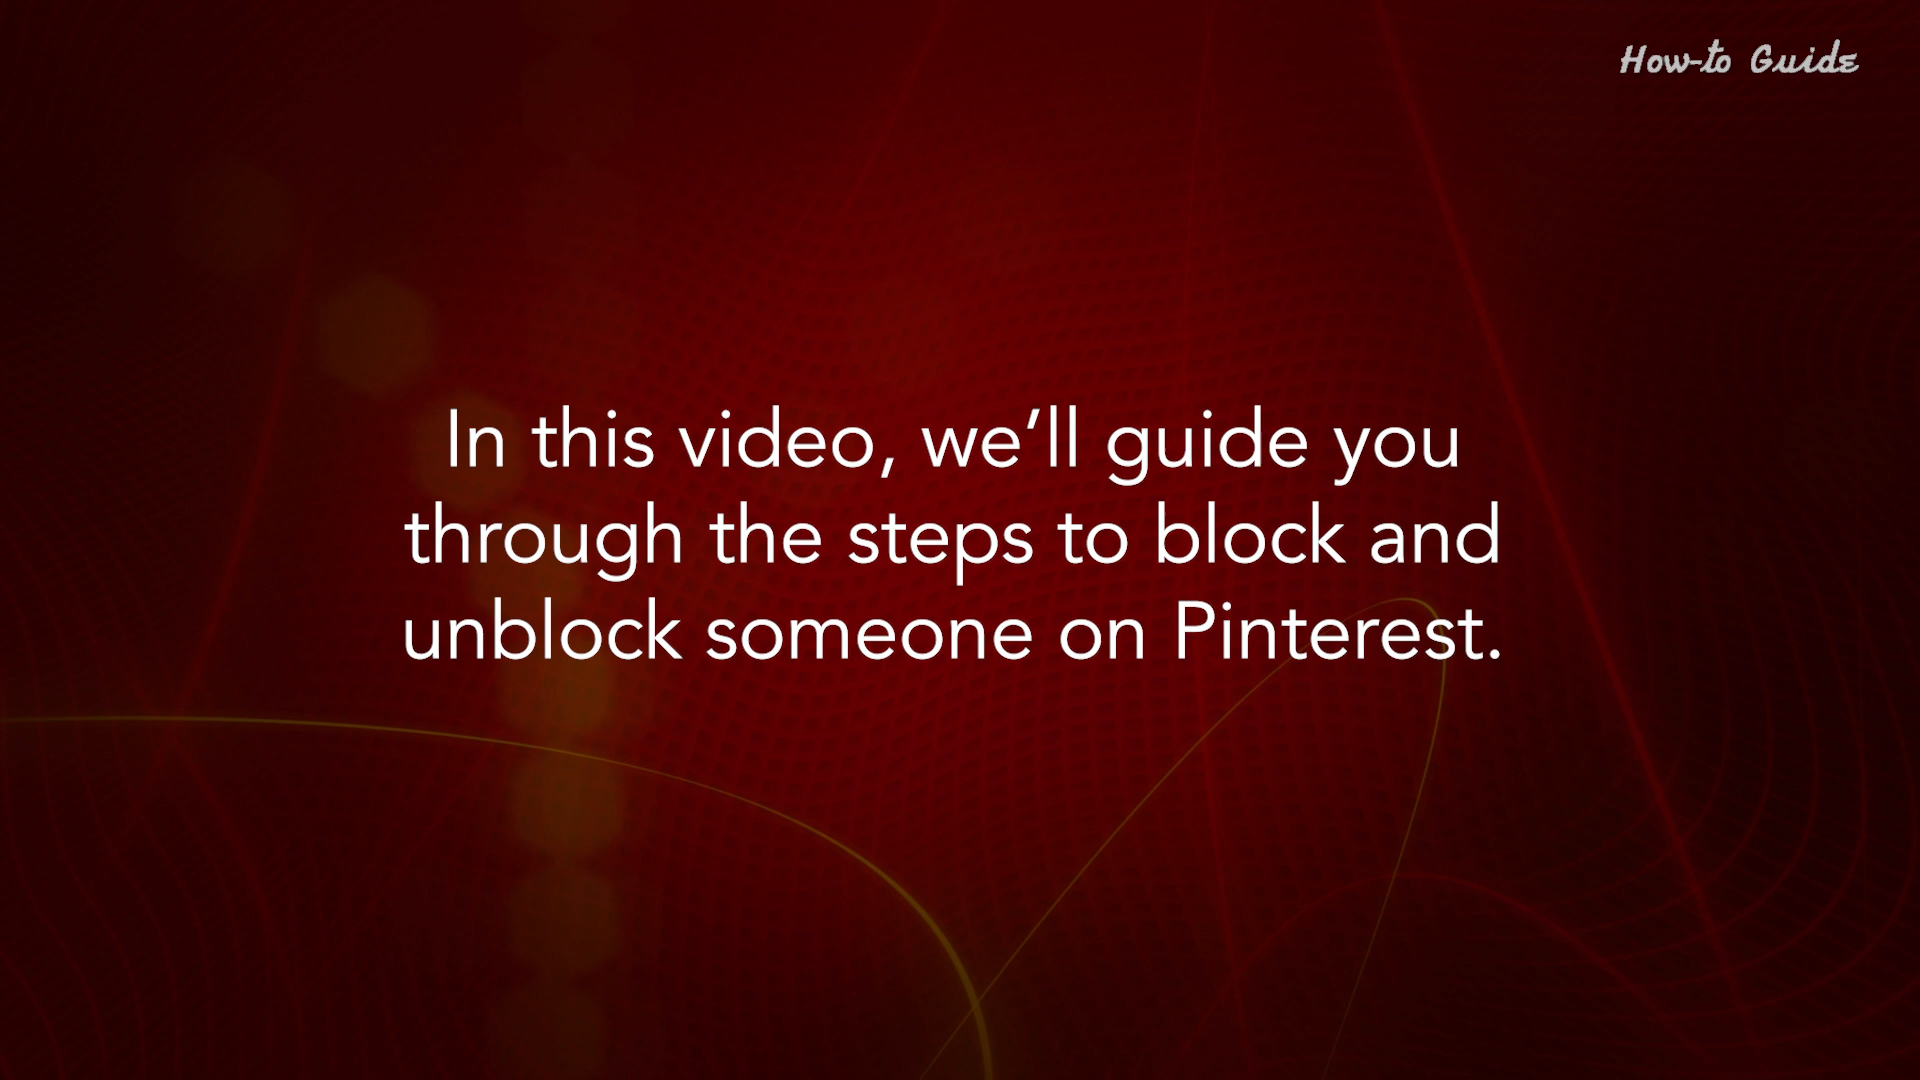 How-to Guide
In this video, we‘ll guide you
through the steps to block and
unblock someone on Pinterest.